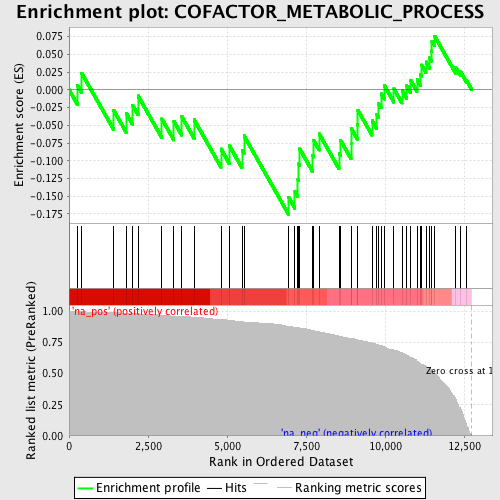 Enrichment plot: COFACTOR_METABOLIC_PROCESS
Enrichment score (ES)
0.075
0.050
0.025
0.000
-0.025
-0.050
-0.075
-0.100
-0.125
-0.150
-0.175
'na_pos' (positively correlated)
Ranked list metric (PreRanked)
1.00
0.75
0.50
0.25
0.00
Zero cross at 1
'na_neg' (negatively correlated)
0
2,500
5,000
7,500
10,000
12,500
Rank in Ordered Dataset
Enrichment profile
Hits
Ranking metric scores